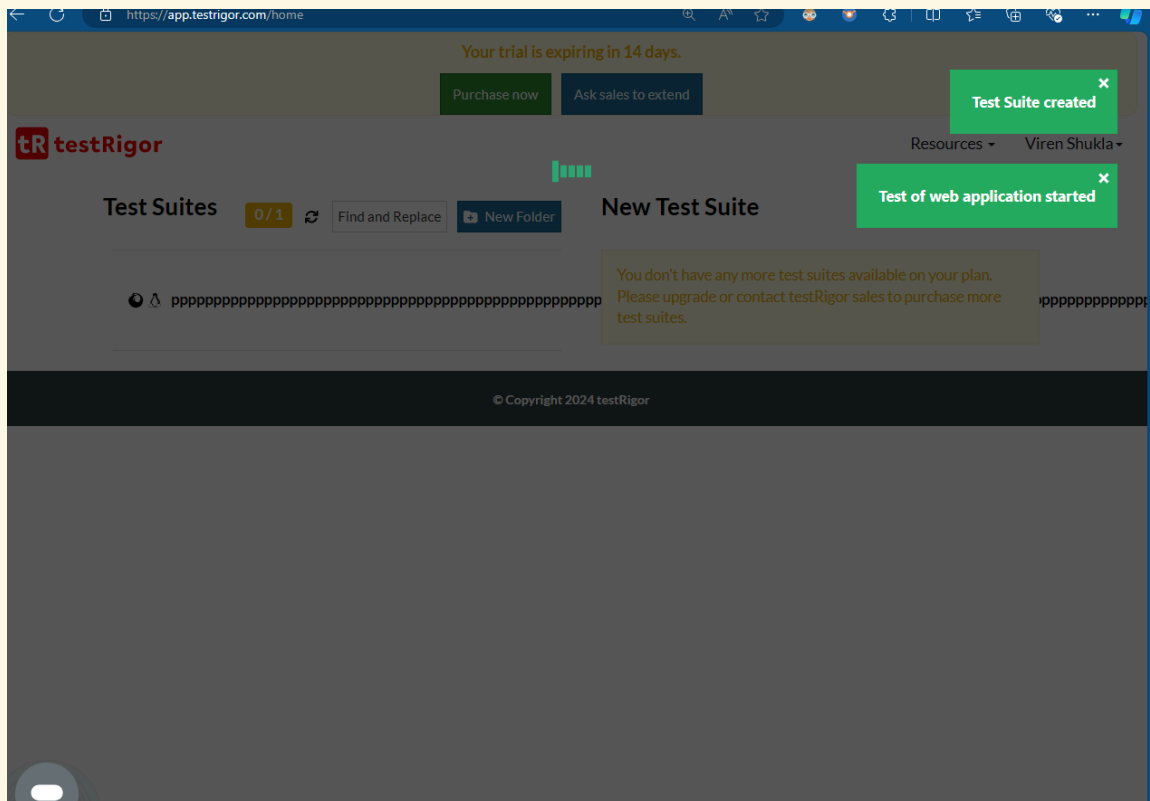 https://app.testrigor.com/home
Your trial is expiring in 14 days.
Purchase now Ask sales to extend
Test Suite created
tR testRigor
Resources Viren Shukla
Test of web application started
Test Suites 0/1 Find and Replace New Folder New Test Suite
You don't have any more test suites available on your plan.
Please upgrade or contact testRigor sales to purchase more
test suites.
© Copyright 2024 testRigor